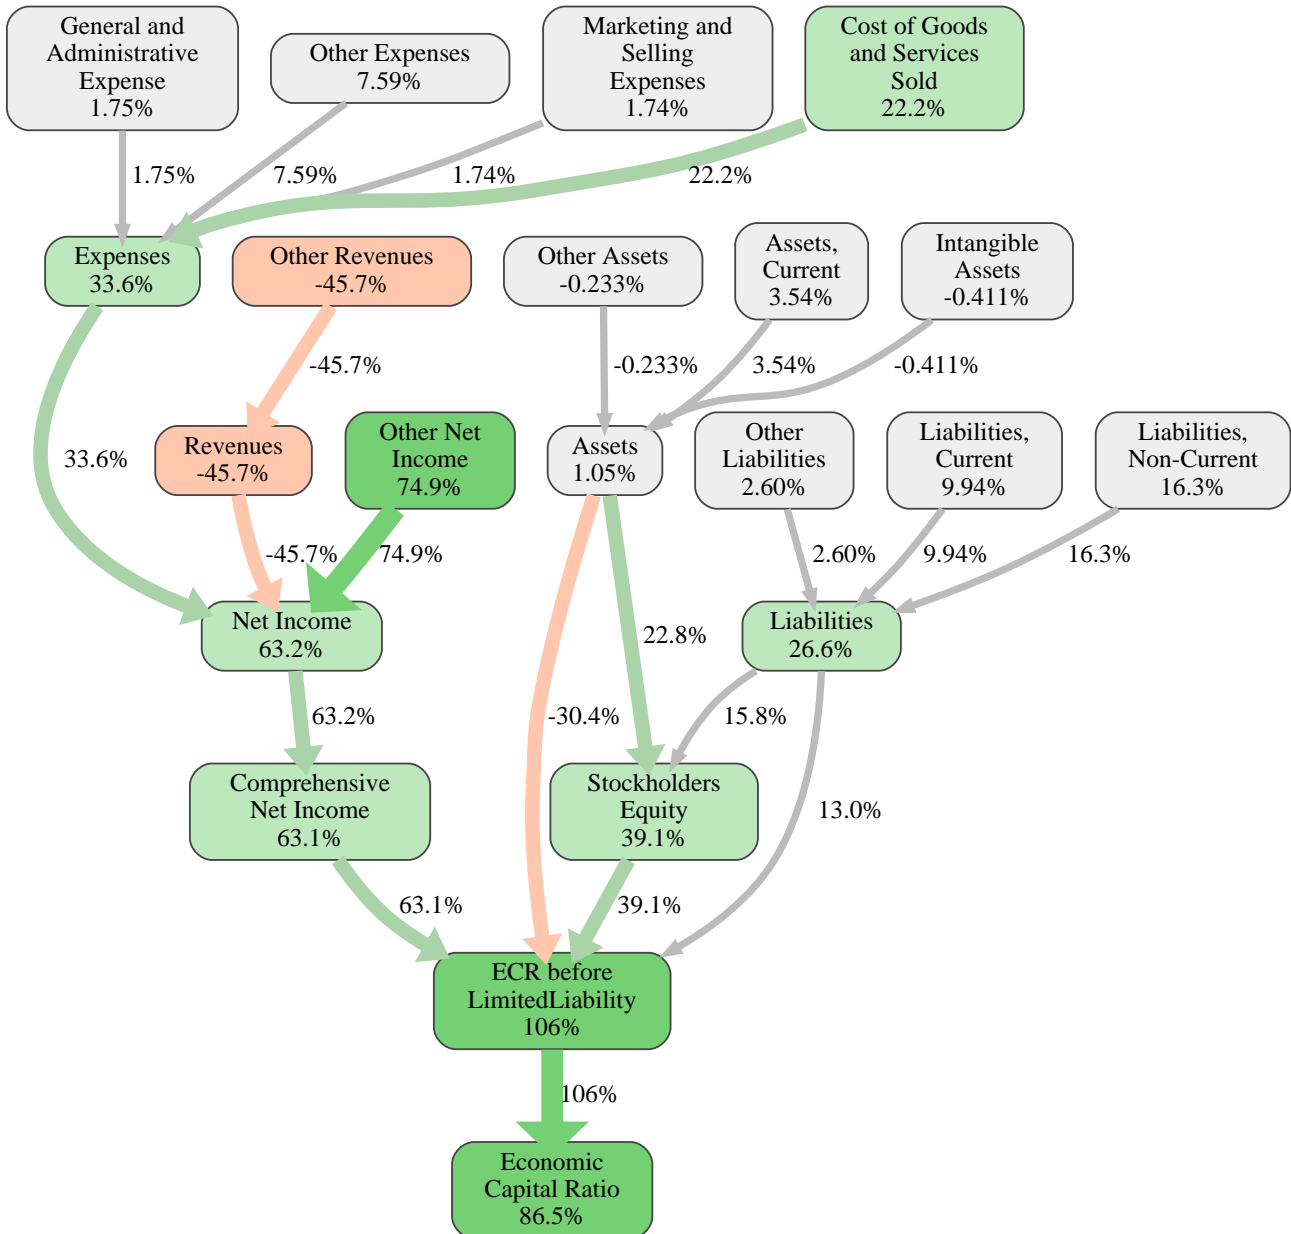 General and
Administrative
Expense
1.75%
Other Expenses
7.59%
Marketing and
Selling
Expenses
1.74%
Cost of Goods
and Services
Sold
22.2%
1.75%
7.59%
1.74%
22.2%
Expenses
33.6%
Other Revenues
-45.7%
Other Assets
-0.233%
Assets,
Current
3.54%
Intangible
Assets
-0.411%
-45.7%
-0.233%
3.54%
-0.411%
33.6%
Revenues
-45.7%
Other Net
Income
74.9%
Assets
1.05%
Other
Liabilities
2.60%
Liabilities,
Current
9.94%
Liabilities,
Non-Current
16.3%
-45.7%
74.9%
2.60%
9.94%
16.3%
Net Income
63.2%
22.8%
Liabilities
26.6%
63.2%
-30.4%
15.8%
Comprehensive
Net Income
63.1%
Stockholders
Equity
39.1%
13.0%
63.1%
39.1%
ECR before
LimitedLiability
106%
106%
Economic
Capital Ratio
86.5%